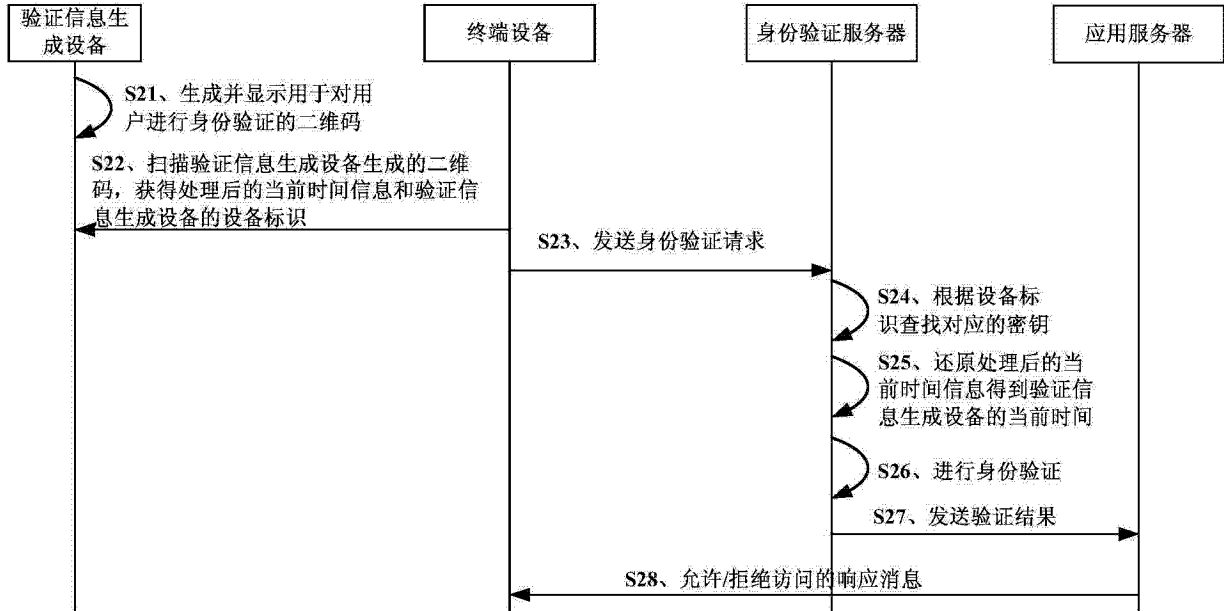 验证信息生
成设备
终端设备
身份验证服务器
应用服务器
S21、生成并显示用于对用
户进行身份验证的二维码
S22、扫描验证信息生成设备生成的二维
码，获得处理后的当前时间信息和验证信
息生成设备的设备标识
S23、发送身份验证请求
S24、根据设备标
识查找对应的密钥
S25、还原处理后的当
前时间信息得到验证信
息生成设备的当前时间
S26、进行身份验证
S27、发送验证结果
S28、允许/拒绝访问的响应消息